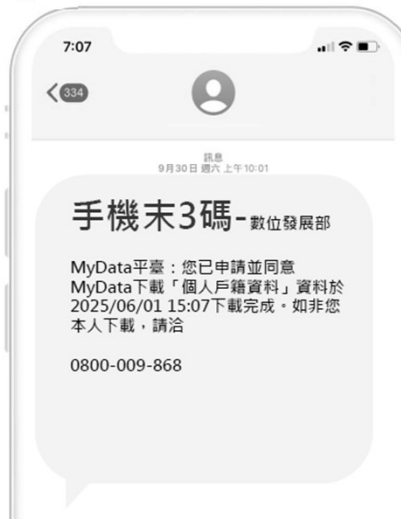 7:07
334
訊息
9月30日 週六 上午10:01
手機末3碼-數位發展部
MyData平臺：您已申請並同意
MyData下載「個人戶籍資料」資料於
2025/06/01 15:07下載完成。如非您
本人下載，請洽
0800-009-868